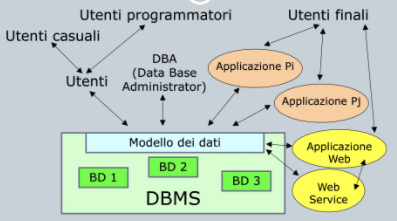 Utenti programmatori
Utenti finali
Utenti casuali
DBA
(Data Base
Administrator)
Utenti
Applicazione Pi
Applicazione Pj
Modello dei dati
Applicazione
Web
BD 1
BD 2
BD 3
DBMS
Web
Service